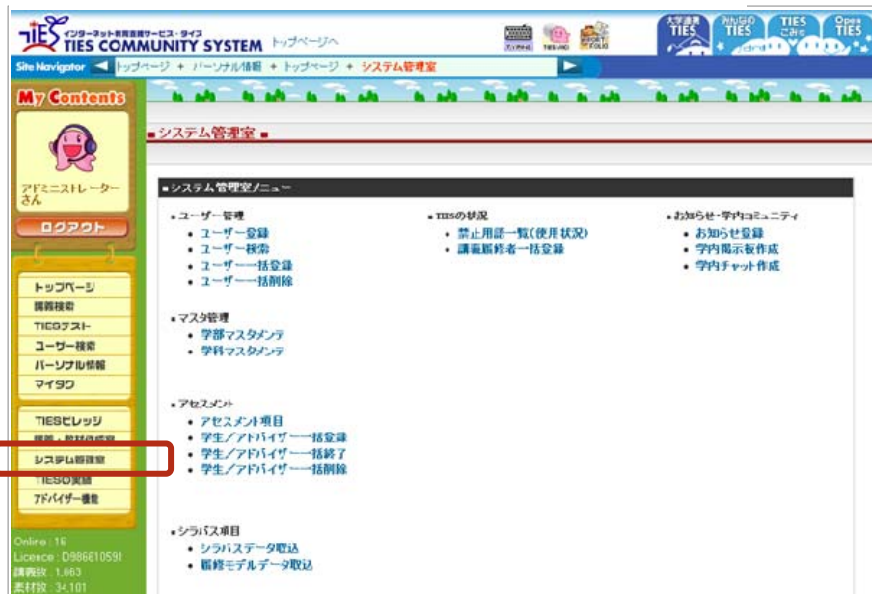 インターネット教育支援サービス・タイズ
TIES COMMUNITY SYSTEM トップページへ
大学連携 TIES みんなの TIES TIES こみち Open TIES
Site Navigator トップページ + パーソナル情報 + トップページ + システム管理室
My Contents
アドミニストレーター
さん
ログアウト
トップページ
講義検索
TIESテスト
ユーザー検索
パーソナル情報
マイタワ
TIESビレッジ
システム管理室
TIESの実績
アドバイザー機能
Online : 16
Licence : D98661059I
講義数 : 1,663
素材数 : 34,101
■システム管理室■
■システム管理室メニュー
・ユーザー管理
・ユーザー登録
・ユーザー検索
・ユーザー一括登録
・ユーザー一括削除
・マスタ管理
・学部マスタメンテ
・学科マスタメンテ
・アセスメント
・アセスメント項目
・学生/アドバイザー一括登録
・学生/アドバイザー一括終了
・学生/アドバイザー一括削除
・シラバス項目
・シラバスデータ取込
・履修モデルデータ取込
・TIESの状況
・禁止用語一覧(使用状況)
・講義履修者一括登録
・お知らせ-学内コミュニティ
・お知らせ登録
・学内掲示板作成
・学内チャット作成